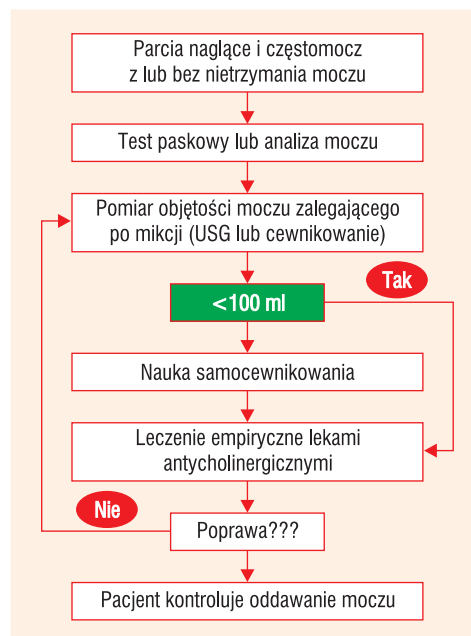 Parcia naglące i częstomocz
z lub bez nietrzymania moczu
Test paskowy lub analiza moczu
Pomiar objętości moczu zalegającego
po mikcji (USG lub cewnikowanie)
<100 ml
Tak
Nauka samocewnikowania
Leczenie empiryczne lekami
antycholinergicznymi
Nie
Poprawa???
Pacjent kontroluje oddawanie moczu